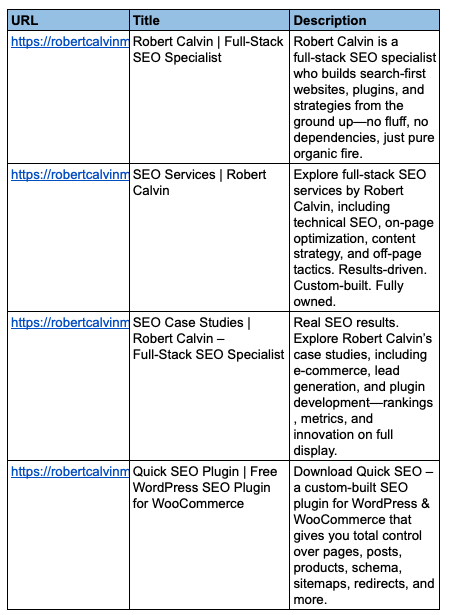 URL Title Description
https://robertcalvinm Robert Calvin | Full-Stack Robert Calvin is a
SEO Specialist full-stack SEO specialist
who builds search-first
websites, plugins, and
strategies from the
ground up—no fluff, no
dependencies, just pure
organic fire.
https://robertcalvinm SEO Services | Robert Explore full-stack SEO
Calvin services by Robert
Calvin, including
technical SEO, on-page
optimization, content
strategy, and off-page
tactics. Results-driven.
Custom-built. Fully
owned.
https://robertcalvinm SEO Case Studies | Real SEO results.
Robert Calvin – Explore Robert Calvin's
Full-Stack SEO Specialist case studies, including
e-commerce, lead
generation, and plugin
development—rankings
, metrics, and
innovation on full
display.
https://robertcalvinm Quick SEO Plugin | Free Download Quick SEO –
WordPress SEO Plugin a custom-built SEO
for WooCommerce plugin for WordPress &
WooCommerce that
gives you total control
over pages, posts,
products, schema,
sitemaps, redirects, and
more.